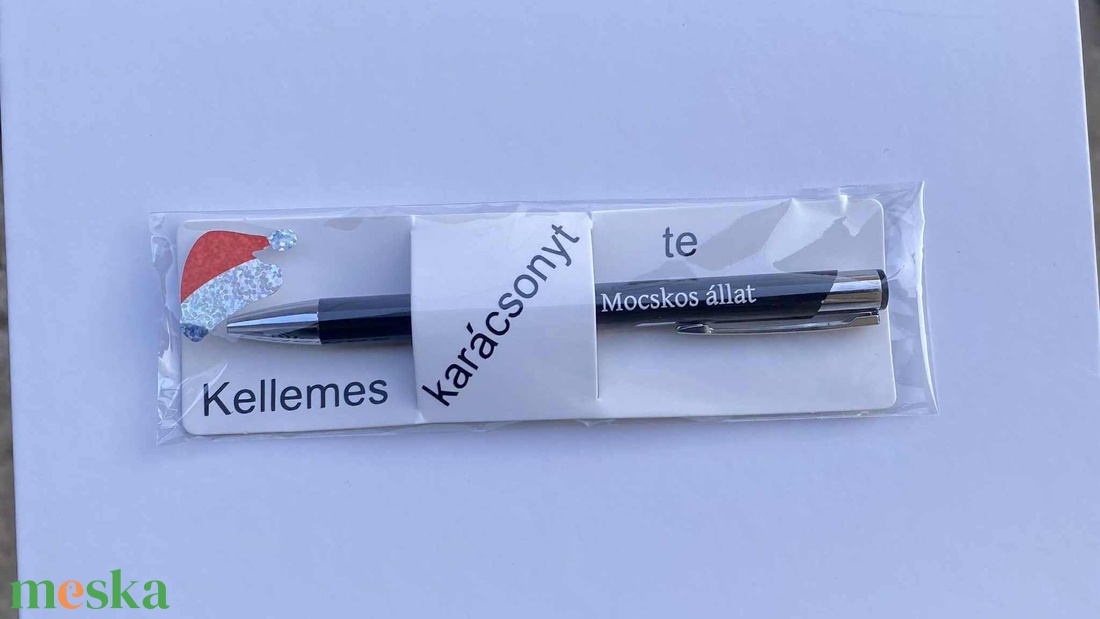 Kellemes
karácsonyt
te
Mocskos állat
meska